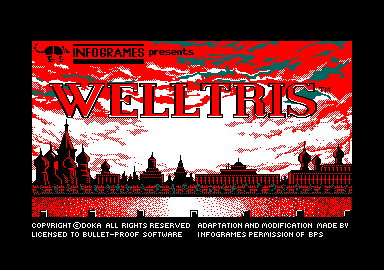 INFOGRAMES presents
WELLTRIS™
COPYRIGHT ©DOKA ALL RIGHTS RESERVED ADAPTATION AND MODIFICATION MADE BY
LICENSED TO BULLET-PROOF SOFTWARE INFOGRAMES PERMISSION OF BPS